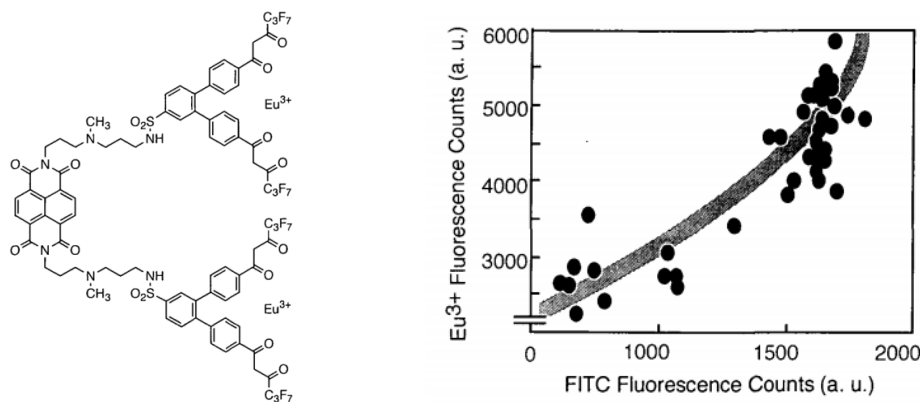 C3F7
O
O
O
O
C3F7
Eu3+
O2S
NH
CH3
N
O
N
O
O
N
O
N
CH3
NH
O2S
C3F7
O
O
Eu3+
O
O
C3F7
Eu3+ Fluorescence Counts (a. u.)
6000
5000
4000
3000
0
1000
1500
2000
FITC Fluorescence Counts (a. u.)